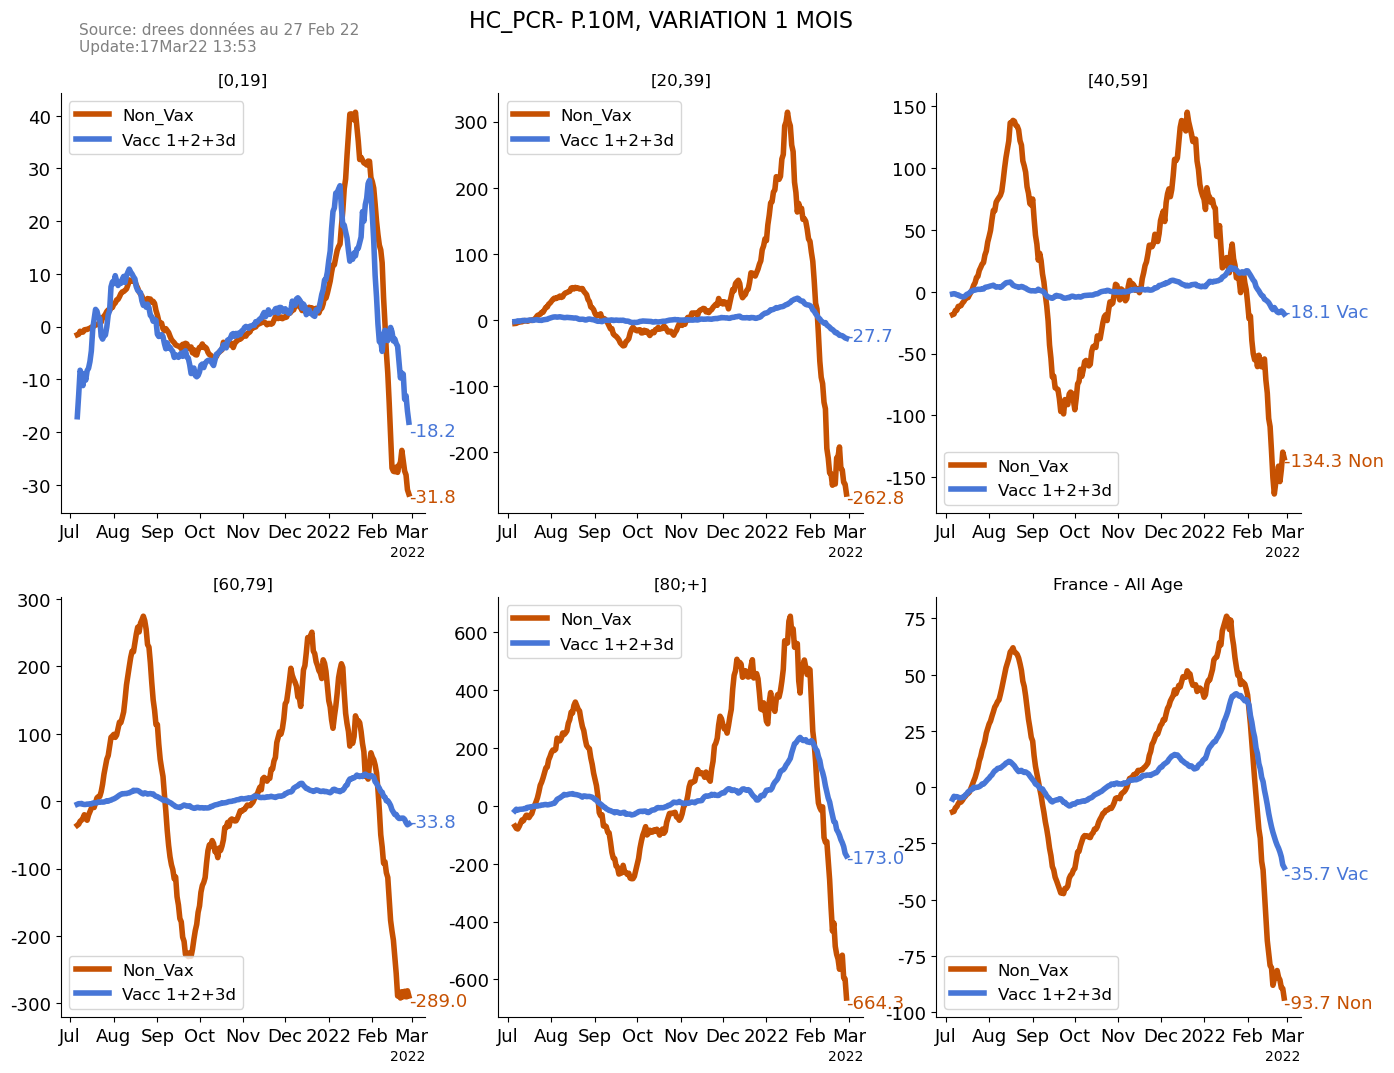 HC_PCR- P.10M, VARIATION 1 MOIS
Source: drees données au 27 Feb 22
Update:17Mar22 13:53
[0,19]
Non_Vax
Vacc 1+2+3d
40
30
20
10
0
-10
-20
-30
-18.2
-31.8
Jul Aug Sep Oct Nov Dec 2022 Feb Mar
2022
[20,39]
Non_Vax
Vacc 1+2+3d
300
200
100
0
-100
-200
-27.7
-262.8
Jul Aug Sep Oct Nov Dec 2022 Feb Mar
2022
[40,59]
150
100
50
0
-50
-100
-150
-18.1 Vac
-134.3 Non
Non_Vax
Vacc 1+2+3d
Jul Aug Sep Oct Nov Dec 2022 Feb Mar
2022
[60,79]
300
200
100
0
-100
-200
-300
-33.8
-289.0
Non_Vax
Vacc 1+2+3d
Jul Aug Sep Oct Nov Dec 2022 Feb Mar
2022
[80;+]
Non_Vax
Vacc 1+2+3d
600
400
200
0
-200
-400
-600
-173.0
-664.3
Jul Aug Sep Oct Nov Dec 2022 Feb Mar
2022
France - All Age
75
50
25
0
-25
-50
-75
-100
-35.7 Vac
-93.7 Non
Non_Vax
Vacc 1+2+3d
Jul Aug Sep Oct Nov Dec 2022 Feb Mar
2022